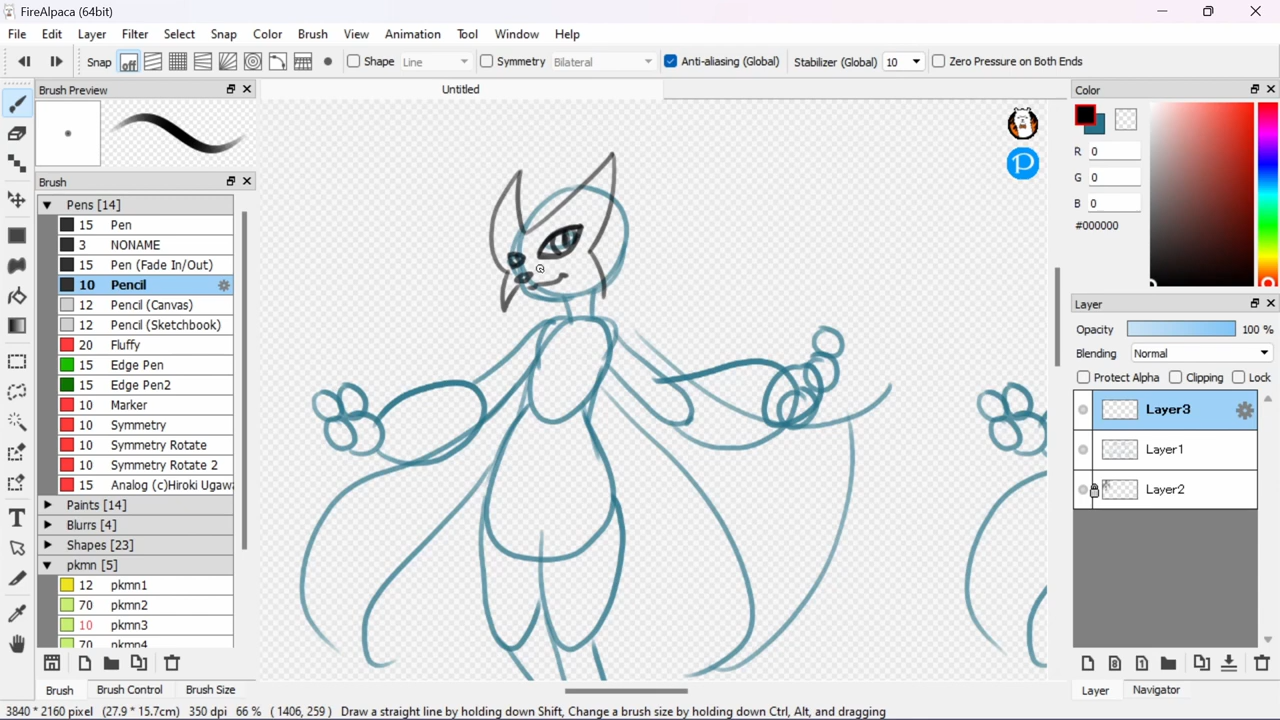 FireAlpaca (64bit)
File Edit Layer Filter Select Snap Color Brush View Animation Tool Window Help
Snap off Shape Line Symmetry Bilateral Anti-aliasing (Global) Stabilizer (Global) 10 Zero Pressure on Both Ends
Brush Preview
Untitled
Color
R 0
G 0
B 0
#000000
Brush
Pens [14]
15 Pen
3 NONAME
15 Pen (Fade In/Out)
10 Pencil
12 Pencil (Canvas)
12 Pencil (Sketchbook)
20 Fluffy
15 Edge Pen
15 Edge Pen2
10 Marker
10 Symmetry
10 Symmetry Rotate
10 Symmetry Rotate 2
15 Analog (c)Hiroki Ugaw
Paints [14]
Blurrs [4]
Shapes [23]
pkmn [5]
12 pkmn1
70 pkmn2
10 pkmn3
70 pkmn4
Brush Brush Control Brush Size
Layer
Opacity 100 %
Blending Normal
Protect Alpha Clipping Lock
Layer3
Layer1
Layer2
Layer Navigator
3840 * 2160 pixel (27.9 * 15.7cm) 350 dpi 66 % ( 1406, 259 ) Draw a straight line by holding down Shift, Change a brush size by holding down Ctrl, Alt, and dragging